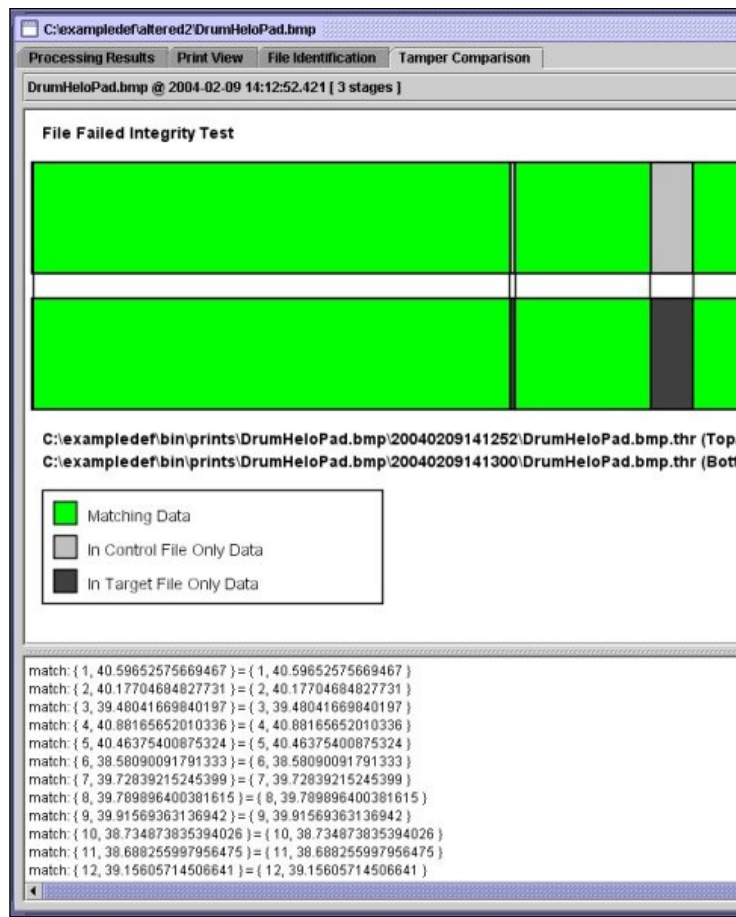 C:\exampledef\altered2\DrumHeloPad.bmp
Processing Results Print View File Identification Tamper Comparison
DrumHeloPad.bmp @ 2004-02-09 14:12:52.421 [ 3 stages ]
File Failed Integrity Test
C:\exampledef\bin\prints\DrumHeloPad.bmp\20040209141252\DrumHeloPad.bmp.thr (Top
C:\exampledef\bin\prints\DrumHeloPad.bmp\20040209141300\DrumHeloPad.bmp.thr (Bott
Matching Data
In Control File Only Data
In Target File Only Data
match: { 1, 40.59652575669467 } = { 1, 40.59652575669467 }
match: { 2, 40.17704684827731 } = { 2, 40.17704684827731 }
match: { 3, 39.48041669840197 } = { 3, 39.48041669840197 }
match: { 4, 40.88165652010336 } = { 4, 40.88165652010336 }
match: { 5, 40.46375400875324 } = { 5, 40.46375400875324 }
match: { 6, 38.58090091791333 } = { 6, 38.58090091791333 }
match: { 7, 39.72839215245399 } = { 7, 39.72839215245399 }
match: { 8, 39.789896400381615 } = { 8, 39.789896400381615 }
match: { 9, 39.91569363136942 } = { 9, 39.91569363136942 }
match: { 10, 38.734873835394026 } = { 10, 38.734873835394026 }
match: { 11, 38.688255997956475 } = { 11, 38.688255997956475 }
match: { 12, 39.15605714506641 } = { 12, 39.15605714506641 }